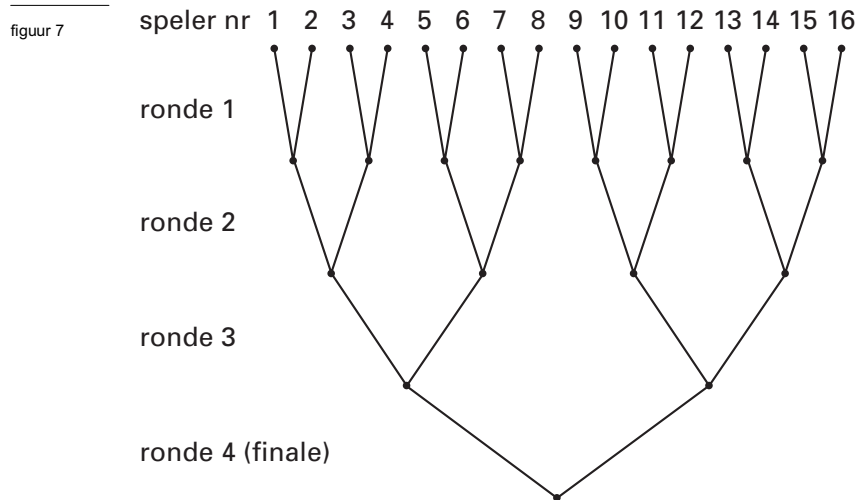 figuur 7
speler nr 1 2 3 4 5 6 7 8 9 10 11 12 13 14 15 16
ronde 1
ronde 2
ronde 3
ronde 4 (finale)